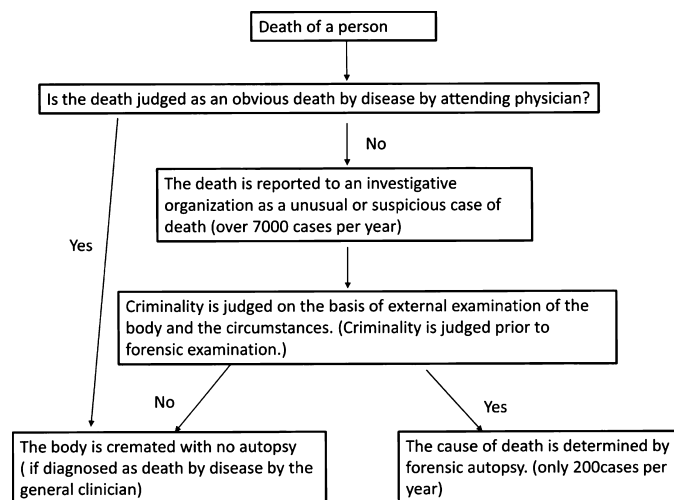 Death of a person
Is the death judged as an obvious death by disease by attending physician?
No
The death is reported to an investigative
organization as a unusual or suspicious case of
death (over 7000 cases per year)
Yes
Criminality is judged on the basis of external examination of the
body and the circumstances. (Criminality is judged prior to
forensic examination.)
No
Yes
The body is cremated with no autopsy
( if diagnosed as death by disease by the
general clinician)
The cause of death is determined by
forensic autopsy. (only 200cases per
year)